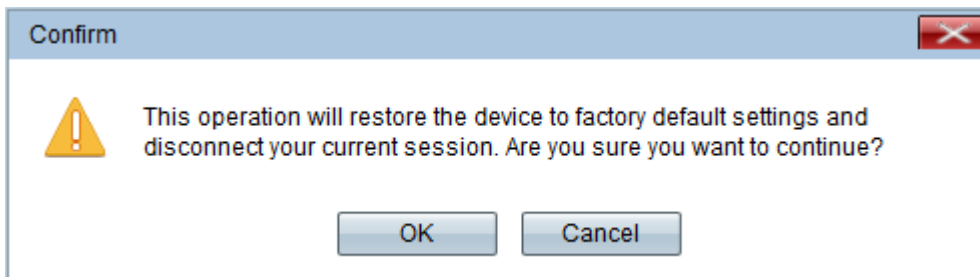 Confirm
This operation will restore the device to factory default settings and
disconnect your current session. Are you sure you want to continue?
OK Cancel